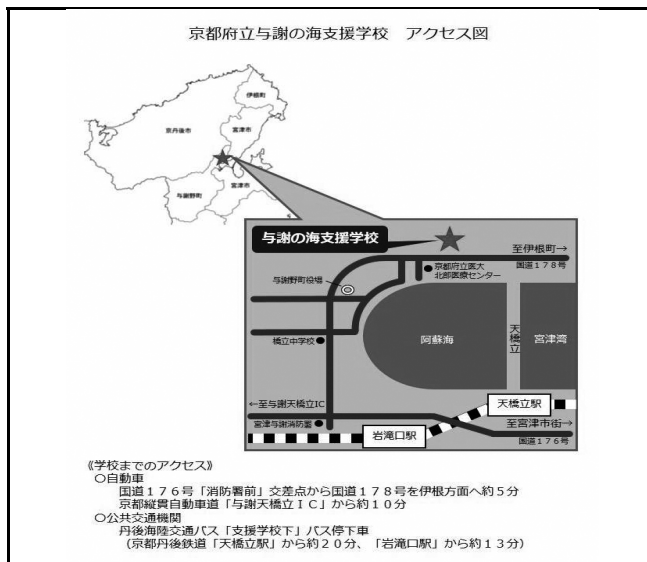 京都府立与謝の海支援学校　アクセス図
伊根町
京丹後市
宮津市
与謝野町
宮津市
与謝の海支援学校
至伊根町→
国道178号
京都府立医大
北部医療センター
与謝野町役場
橋立中学校
阿蘇海
天橋立
宮津湾
←至与謝天橋立IC
天橋立駅
宮津与謝消防署
岩滝口駅
至宮津市街→
国道176号
《学校までのアクセス》
○自動車
国道176号「消防署前」交差点から国道178号を伊根方面へ約5分
京都縦貫自動車道「与謝天橋立IC」から約10分
○公共交通機関
丹後海陸交通バス「支援学校下」バス停下車
（京都丹後鉄道「天橋立駅」から約20分、「岩滝口駅」から約13分）